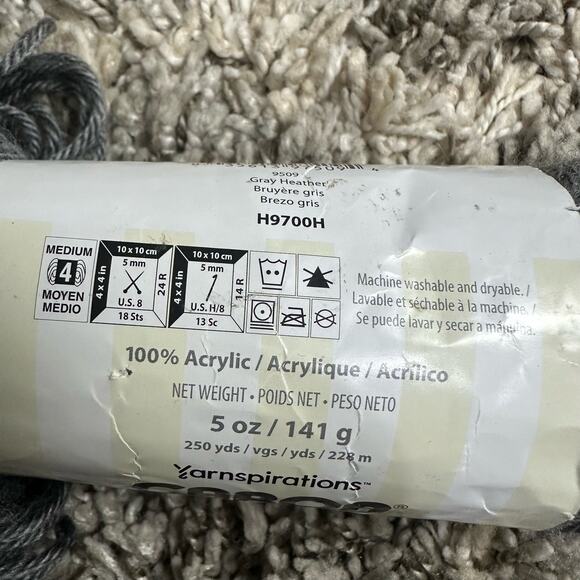 9509
Gray Heather
Bruyère gris
Brezo gris
H9700H
MEDIUM
4
MOYEN
MEDIO
10 x 10 cm
4 x 4 in
5 mm
24 R
U.S. 8
18 Sts
10 x 10 cm
4 x 4 in
5 mm
14 R
U.S. H/8
13 Sc
Machine washable and dryable. /
Lavable et séchable à la machine. /
Se puede lavar y secar a máquina.
100% Acrylic / Acrylique / Acrílico
NET WEIGHT • POIDS NET • PESO NETO
5 oz / 141 g
250 yds / vgs / yds / 228 m
Yarnspirations™